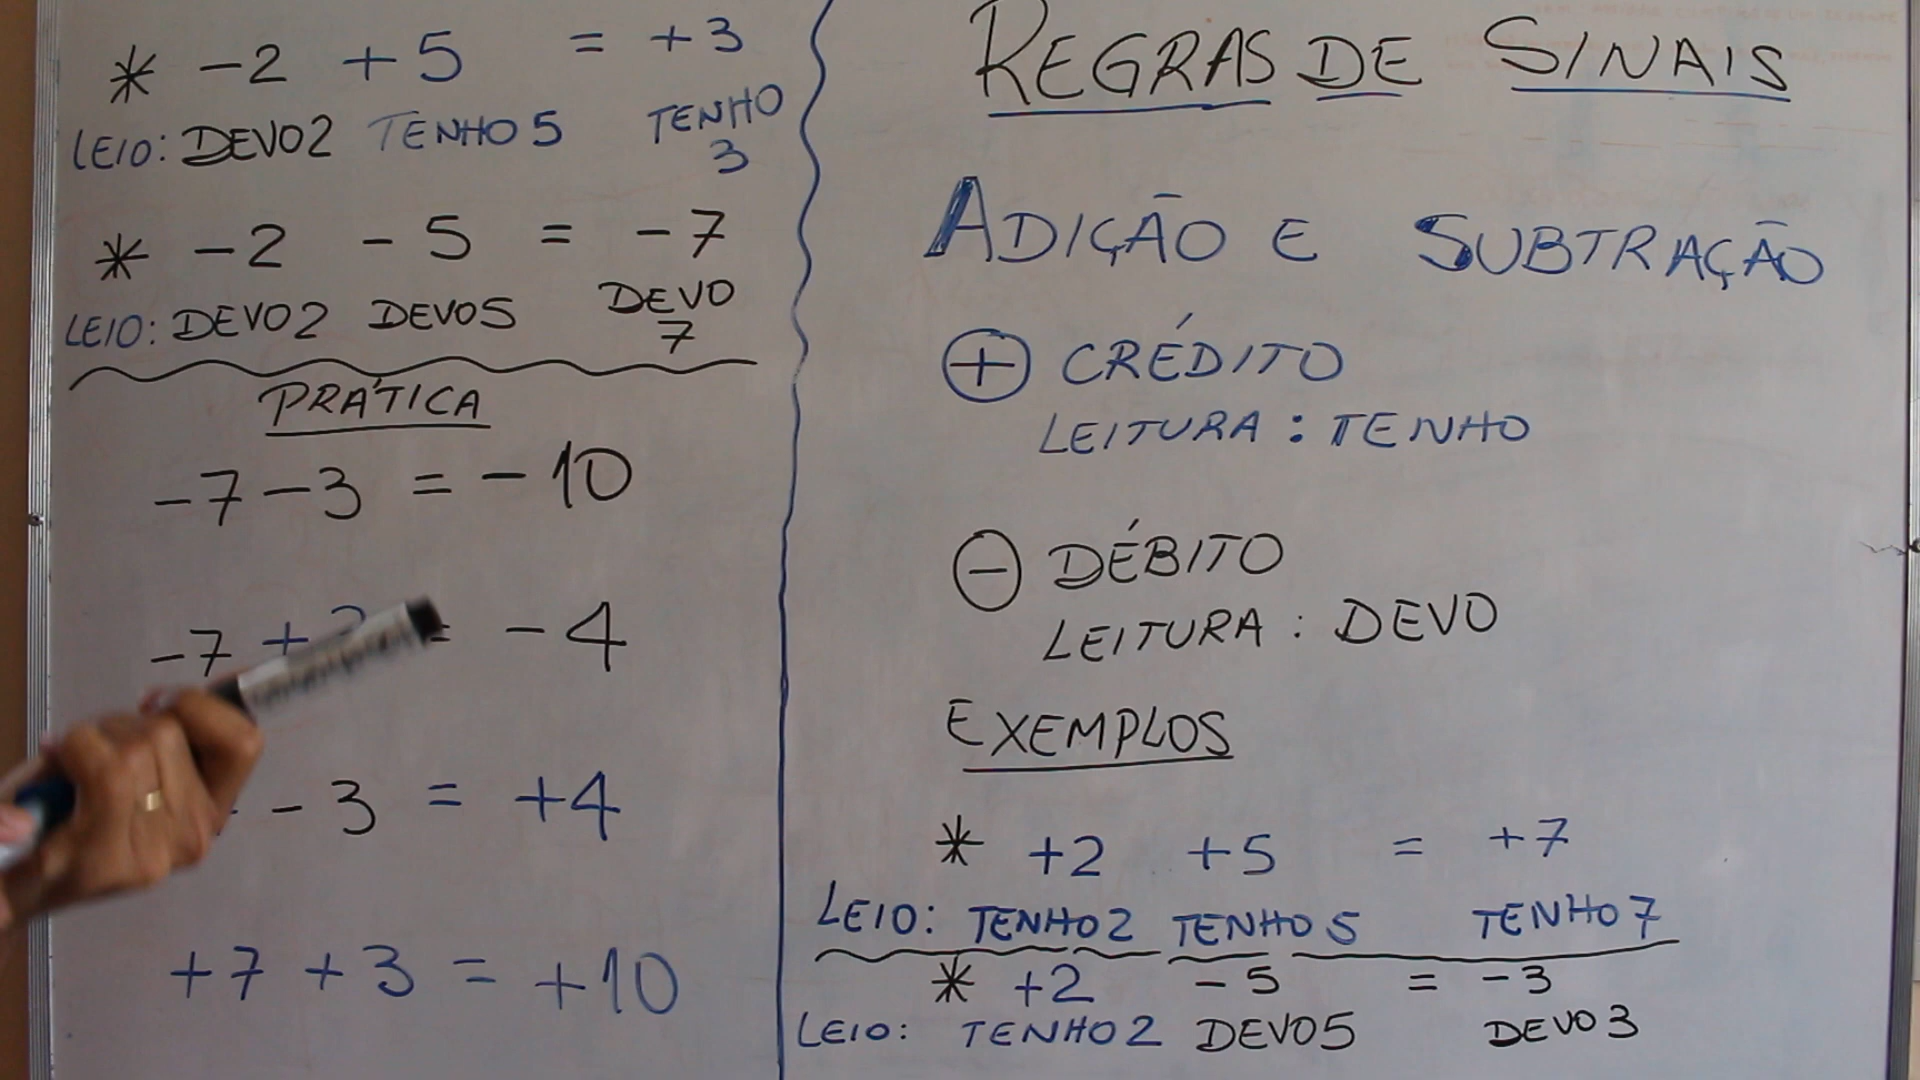 REGRAS DE SINAIS
ADIÇÃO E SUBTRAÇÃO
+ CRÉDITO
LEITURA : TENHO
- DÉBITO
LEITURA : DEVO
EXEMPLOS
* +2 +5 = +7
LEIO: TENHO 2 TENHO 5 TENHO 7
* +2 - 5 = - 3
LEIO: TENHO 2 DEVO 5 DEVO 3
* -2 +5 = +3
LEIO: DEVO 2 TENHO 5 TENHO 3
* -2 - 5 = - 7
LEIO: DEVO 2 DEVO 5 DEVO 7
PRÁTICA
-7 - 3 = - 10
-7 + = - 4
- 3 = +4
+7 + 3 = +10